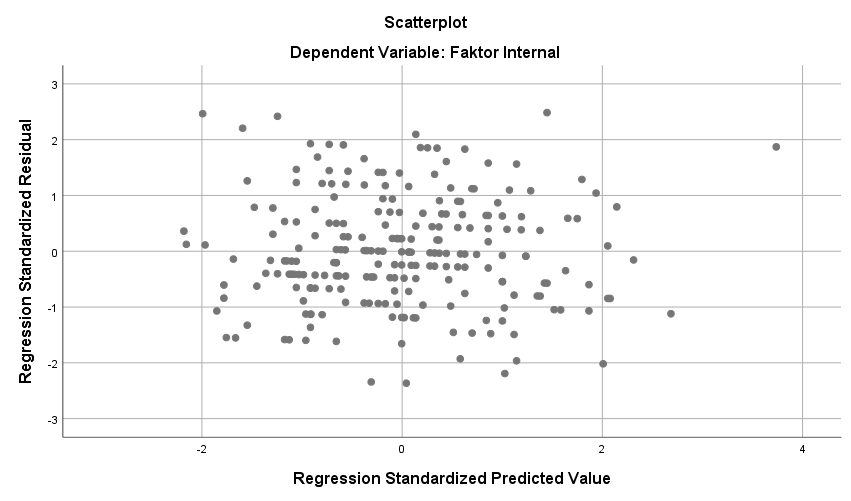 Scatterplot
Dependent Variable: Faktor Internal
Regression Standardized Residual
3
2
1
0
-1
-2
-3
-2
0
2
4
Regression Standardized Predicted Value